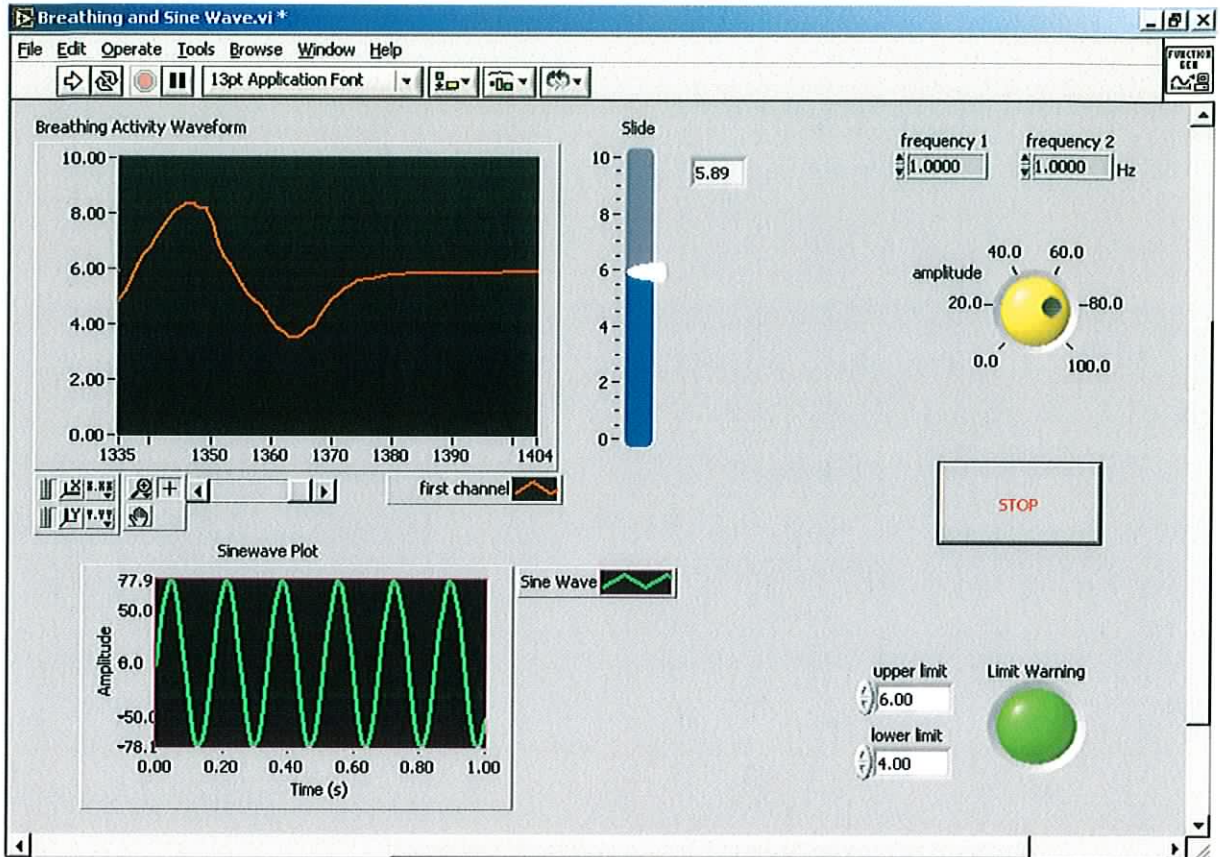 Breathing and Sine Wave.vi *
File Edit Operate Tools Browse Window Help
FUNCTION
GEN
13pt Application Font
Breathing Activity Waveform
10.00
8.00
6.00
4.00
2.00
0.00
1335 1350 1360 1370 1380 1390 1404
first channel
Slide
10
8
6
4
2
0
5.89
frequency 1 frequency 2
1.0000 1.0000 Hz
amplitude
0.0 20.0 40.0 60.0 80.0 100.0
STOP
X X.XX
Y Y.YY
Sinewave Plot
Sine Wave
Amplitude
77.9
50.0
0.0
-50.0
-78.1
0.00 0.20 0.40 0.60 0.80 1.00
Time (s)
upper limit
6.00
lower limit
4.00
Limit Warning